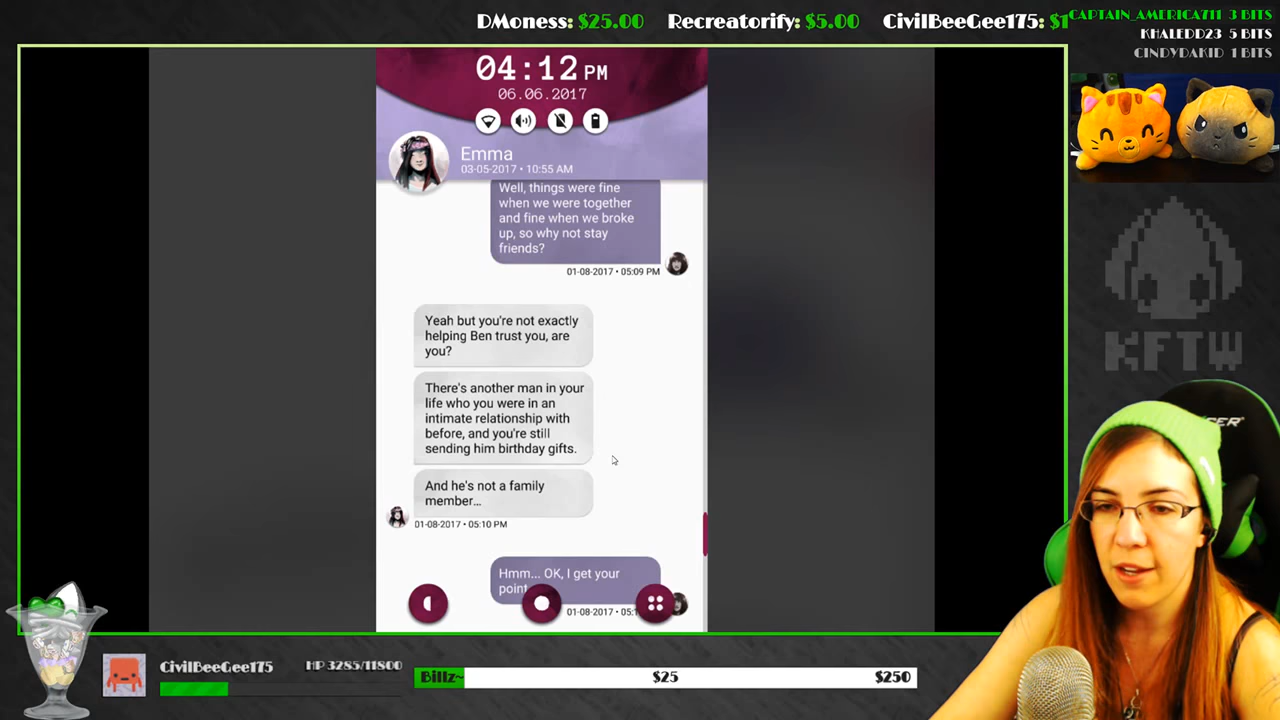 DMoness: $25.00 Recreatorify: $5.00 CivilBeeGee175: $1
CAPTAIN_AMERICA711 3 BITS
KHALEDD23 5 BITS
CINDYDAKID 1 BITS
04:12 PM
06.06.2017
Emma
03-05-2017 • 10:55 AM
Well, things were fine
when we were together
and fine when we broke
up, so why not stay
friends?
01-08-2017 • 05:09 PM
Yeah but you're not exactly
helping Ben trust you, are
you?
There's another man in your
life who you were in an
intimate relationship with
before, and you're still
sending him birthday gifts.
And he's not a family
member...
01-08-2017 • 05:10 PM
Hmm... OK, I get your
point
01-08-2017 • 05:1
KFTW
CivilBeeGee175 HP 3285/11800
Billz~ $25 $250